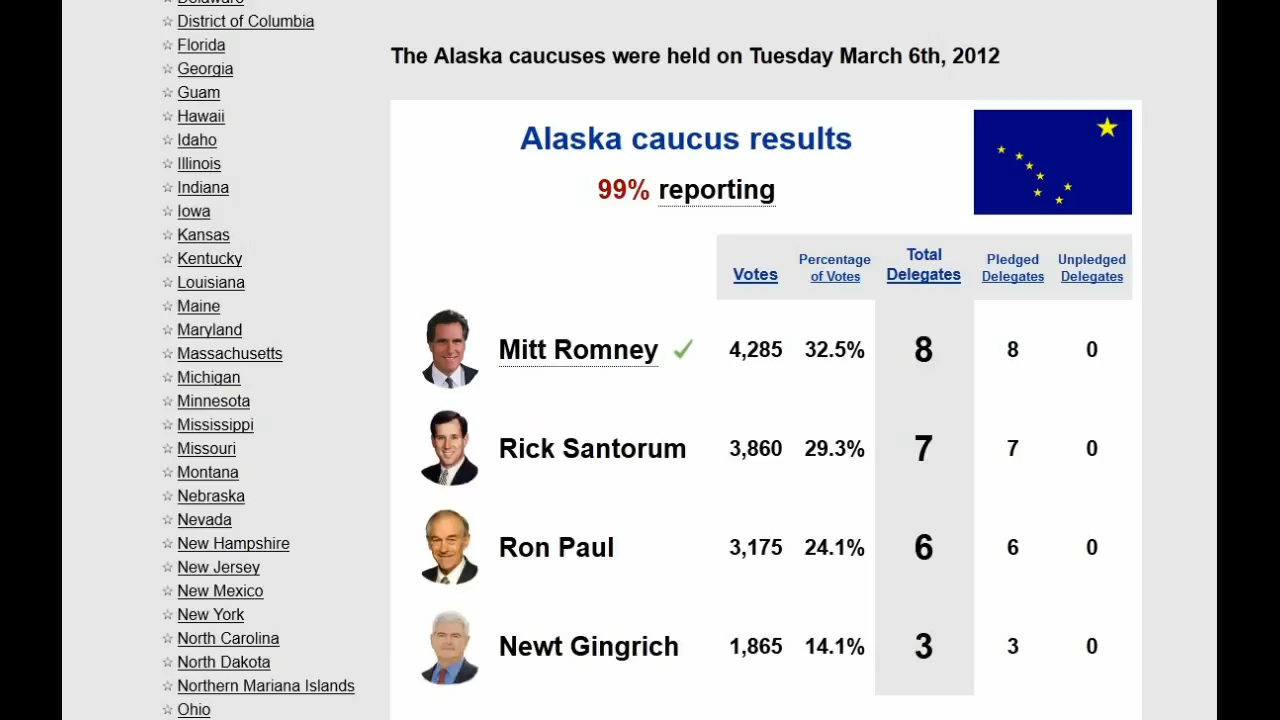 Delaware
District of Columbia
Florida
Georgia
Guam
Hawaii
Idaho
Illinois
Indiana
Iowa
Kansas
Kentucky
Louisiana
Maine
Maryland
Massachusetts
Michigan
Minnesota
Mississippi
Missouri
Montana
Nebraska
Nevada
New Hampshire
New Jersey
New Mexico
New York
North Carolina
North Dakota
Northern Mariana Islands
Ohio
The Alaska caucuses were held on Tuesday March 6th, 2012
Alaska caucus results
99% reporting
Votes Percentage of Votes Total Delegates Pledged Delegates Unpledged Delegates
Mitt Romney 4,285 32.5% 8 8 0
Rick Santorum 3,860 29.3% 7 7 0
Ron Paul 3,175 24.1% 6 6 0
Newt Gingrich 1,865 14.1% 3 3 0